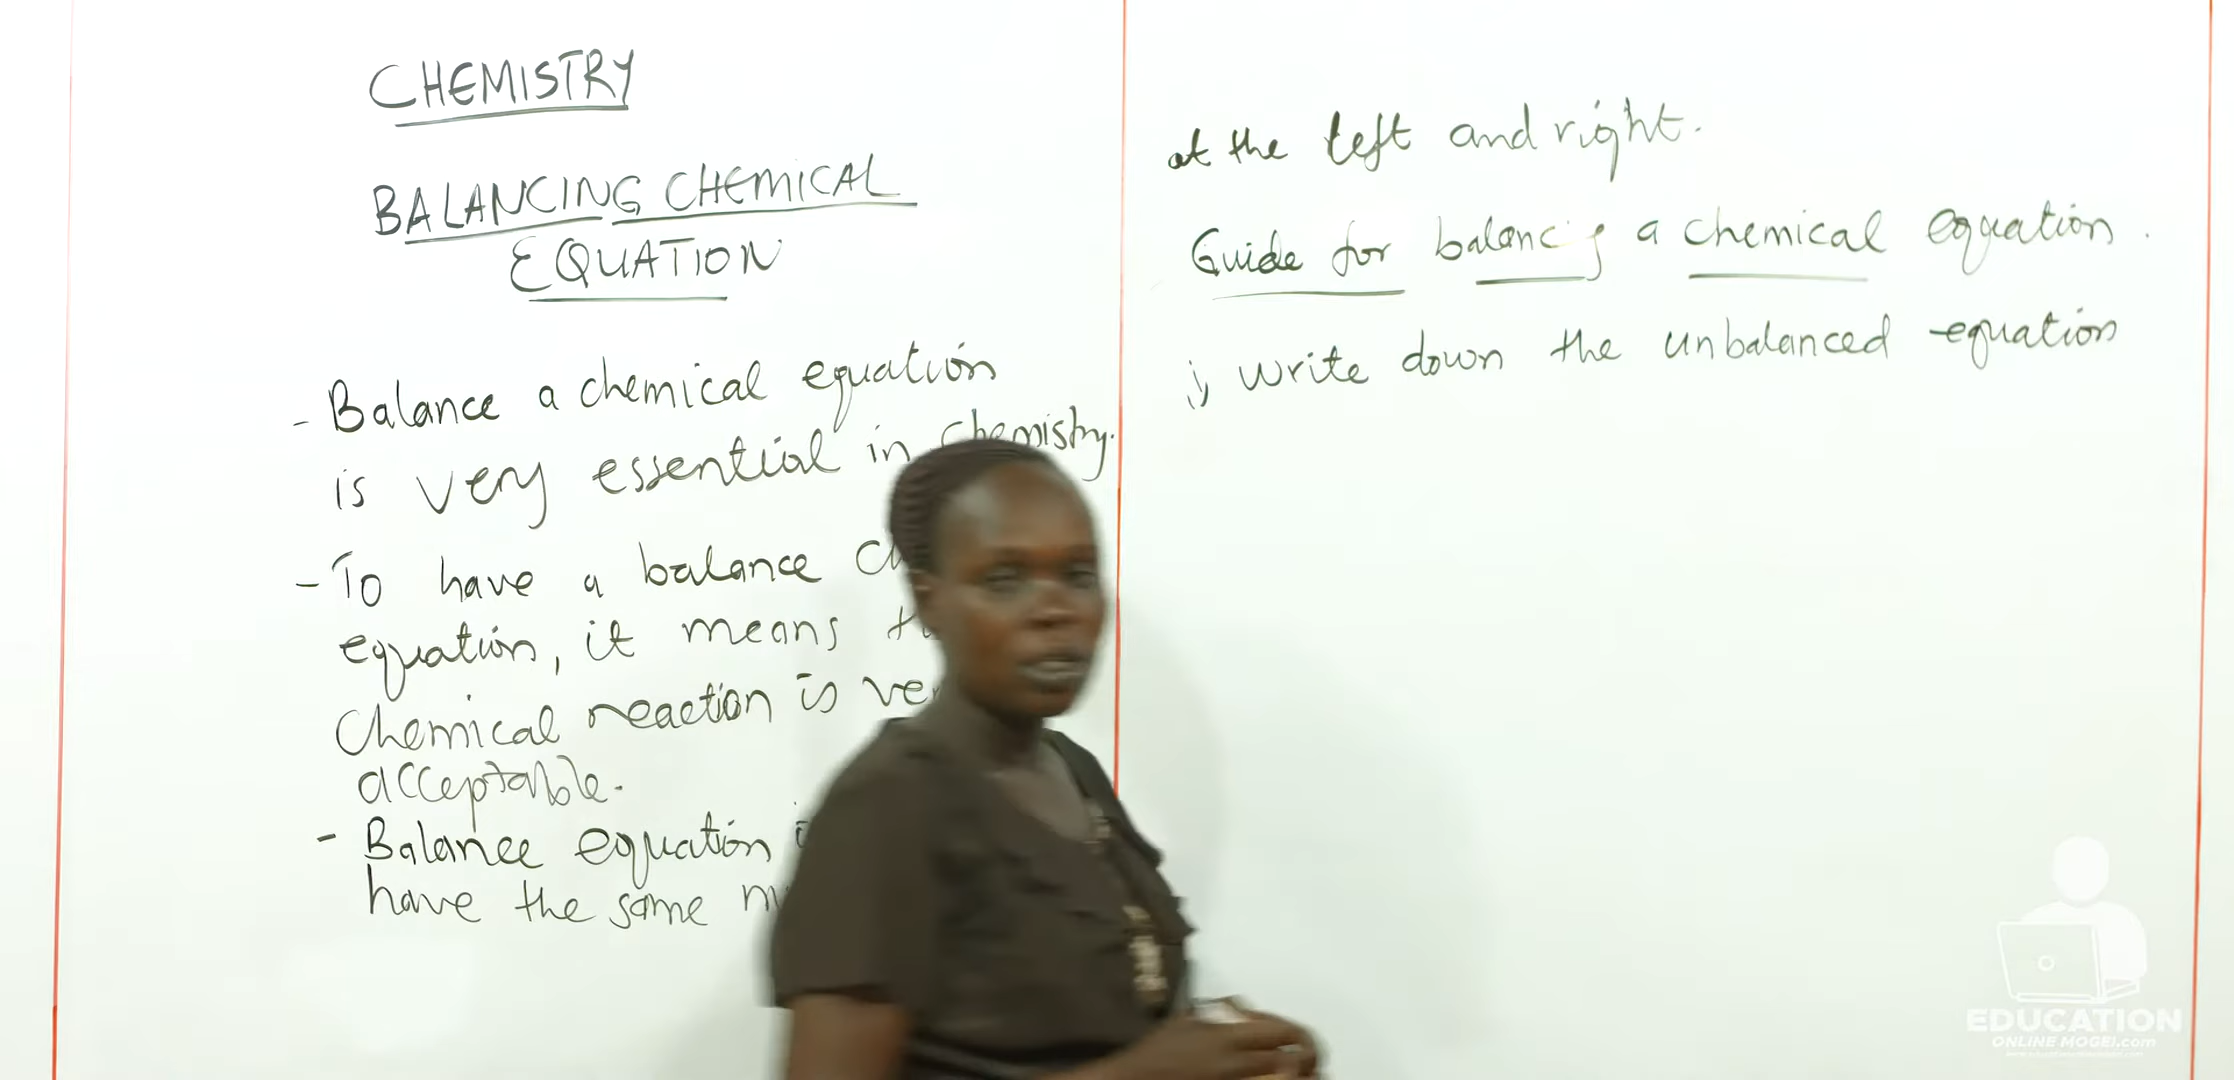 CHEMISTRY
BALANCING CHEMICAL
EQUATION
- Balance a chemical equation
is very essential in Chemistry.
- To have a balance
equation, it means
Chemical reaction is
acceptable.
- Balance equation
have the same
at the left and right.
Guide for balancing a chemical equation.
i) Write down the unbalanced equation
EDUCATION
ONLINE MOGEI.com